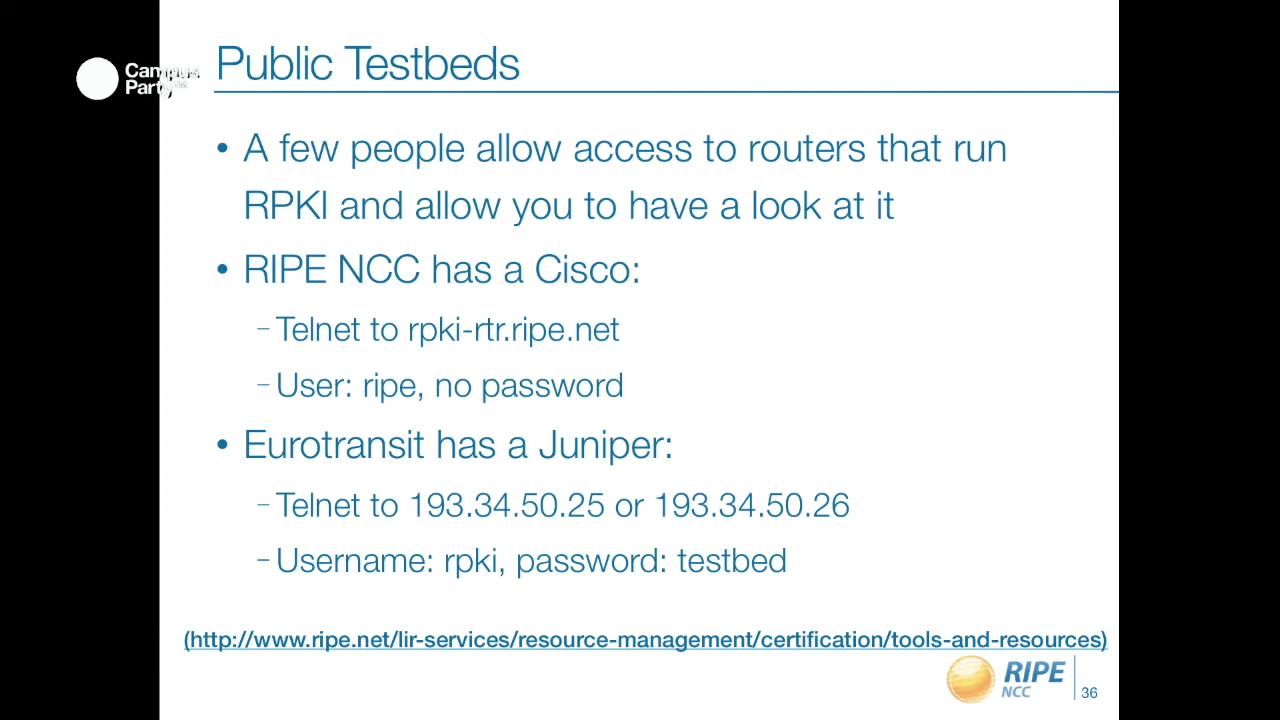 Campus
Party™
Public Testbeds
• A few people allow access to routers that run
RPKI and allow you to have a look at it
• RIPE NCC has a Cisco:
– Telnet to rpki-rtr.ripe.net
– User: ripe, no password
• Eurotransit has a Juniper:
– Telnet to 193.34.50.25 or 193.34.50.26
– Username: rpki, password: testbed
(http://www.ripe.net/lir-services/resource-management/certification/tools-and-resources)
RIPE
NCC
36